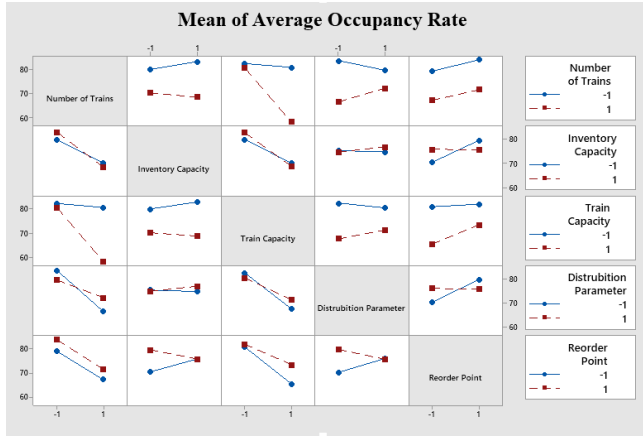 Mean of Average Occupancy Rate
-1 1 -1 1
80
70
60
Number of Trains
Number
of Trains
-1
1
Inventory Capacity
80
70
60
Inventory
Capacity
-1
1
80
70
60
Train Capacity
Train
Capacity
-1
1
Distrubition Parameter
80
70
60
Distrubition
Parameter
-1
1
80
70
60
Reorder Point
Reorder
Point
-1
1
-1 1 -1 1 -1 1